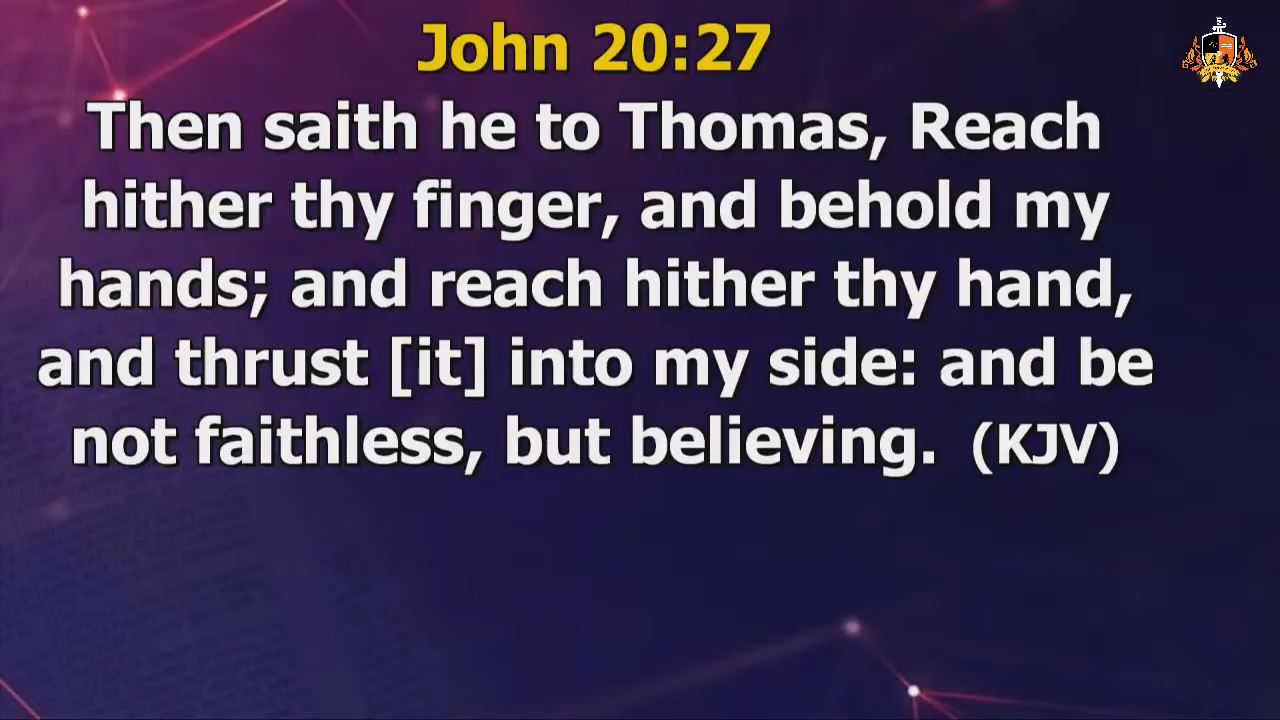 John 20:27
Then saith he to Thomas, Reach
hither thy finger, and behold my
hands; and reach hither thy hand,
and thrust [it] into my side: and be
not faithless, but believing. (KJV)